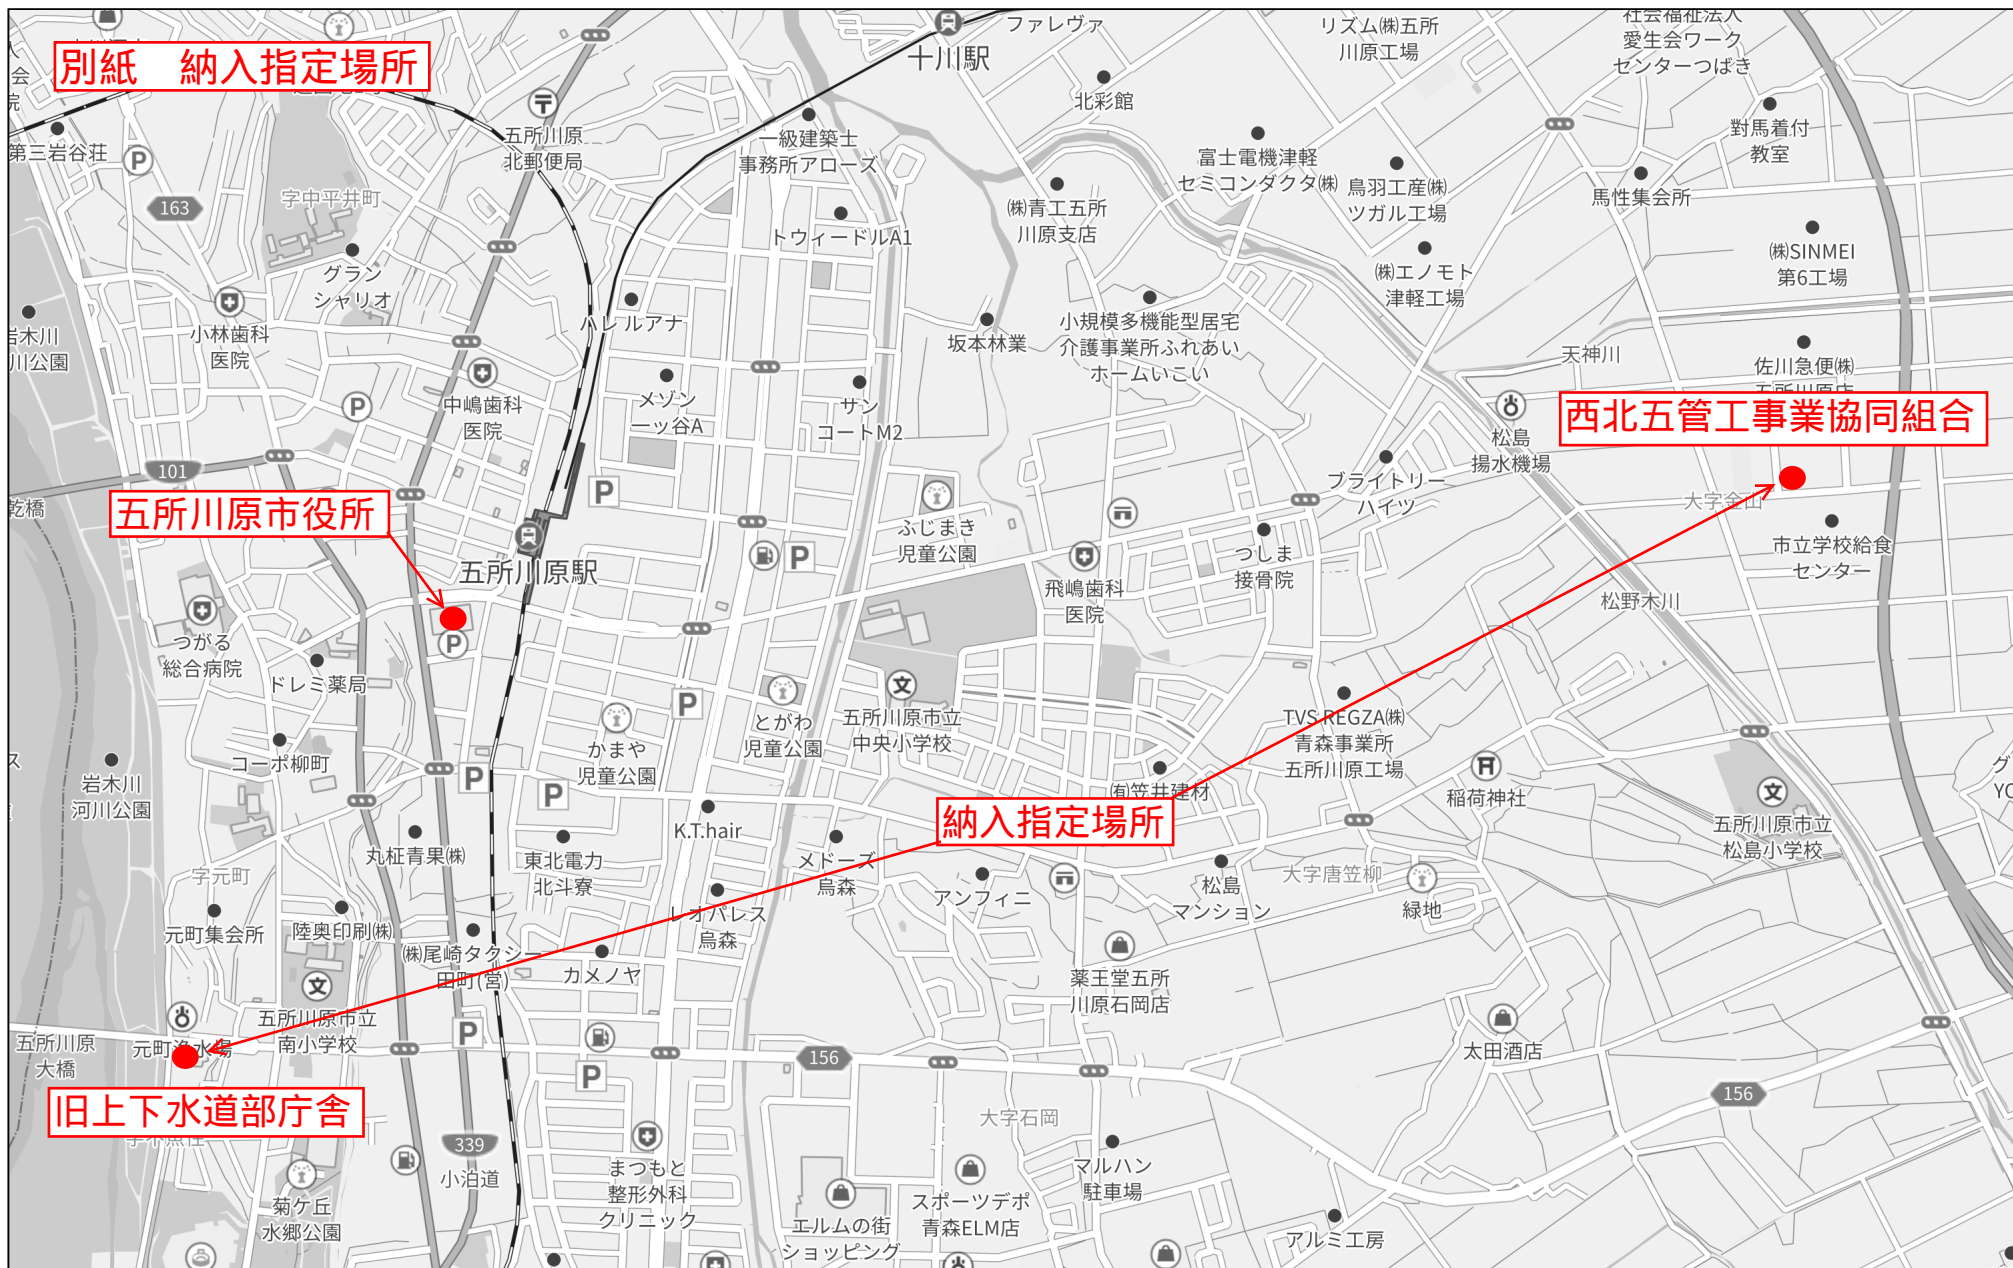 別紙　納入指定場所
十川駅
ファレヴァ
リズム㈱五所
川原工場
社会福祉法人
愛生会ワーク
センターつばき
北彩館
對馬着付
教室
五所川原
北郵便局
一級建築士
事務所アローズ
第三岩谷荘
163
字中平井町
富士電機津軽
セミコンダクタ㈱
鳥羽工産㈱
ツガル工場
馬性集会所
㈱青工五所
川原支店
トウィードルA1
㈱SINMEI
第6工場
グラン
シャリオ
㈱エノモト
津軽工場
小林歯科
医院
ハレ ルアナ
坂本林業
小規模多機能型居宅
介護事業所ふれあい
ホームいこい
天神川
佐川急便㈱
五所川原店
岩木川
河川公園
中嶋歯科
医院
メゾン
一ッ谷A
サン
コートM2
西北五管工事業協同組合
松島
揚水機場
101
ブライトリー
ハイツ
大字金山
乾橋
五所川原市役所
ふじまき
児童公園
つしま
接骨院
市立学校給食
センター
五所川原駅
飛嶋歯科
医院
松野木川
つがる
総合病院
ドレミ薬局
とがわ
児童公園
五所川原市立
中央小学校
TVS REGZA㈱
青森事業所
五所川原工場
かまや
児童公園
コーポ柳町
岩木川
河川公園
㈲笠井建材
稲荷神社
納入指定場所
K.T.hair
五所川原市立
松島小学校
丸柾青果㈱
東北電力
北斗寮
メドーズ
烏森
字元町
アンフィニ
松島
マンション
大字唐笠柳
緑地
元町集会所
陸奥印刷㈱
レオパレス
烏森
㈱尾崎タクシー
田町(営)
カメノヤ
薬王堂五所
川原石岡店
五所川原市立
南小学校
元町浄水場
五所川原
大橋
太田酒店
156
156
旧上下水道部庁舎
大字石岡
339
小泊道
まつもと
整形外科
クリニック
マルハン
駐車場
菊ケ丘
水郷公園
エルムの街
ショッピング
スポーツデポ
青森ELM店
アルミ工房